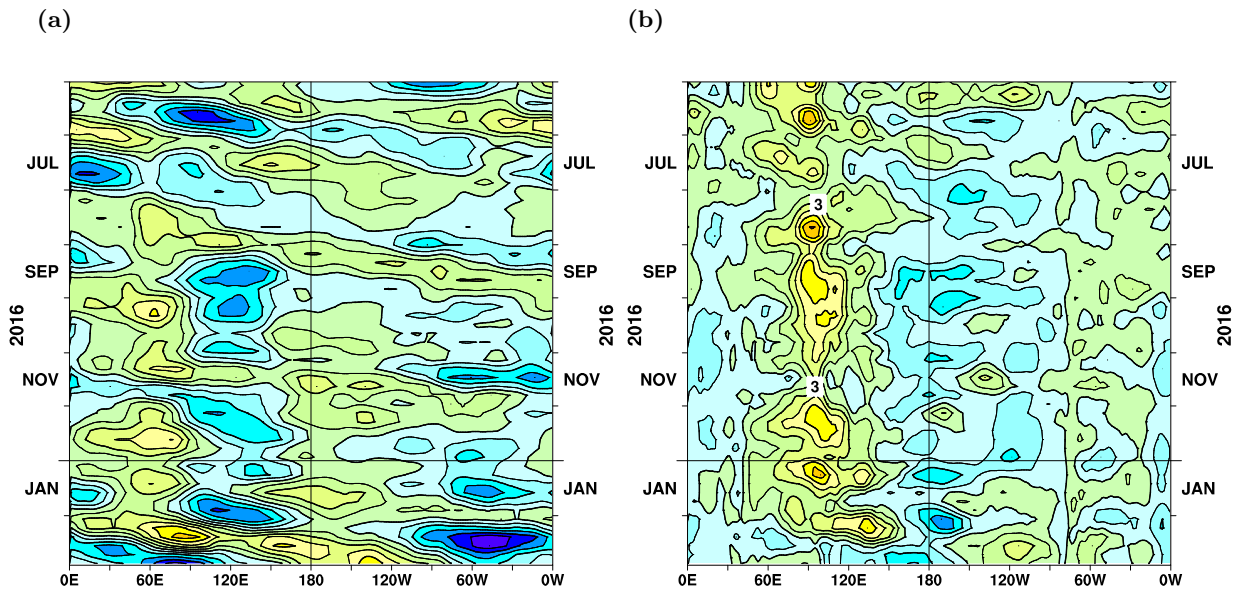 (a) (b)
3
JUL JUL JUL JUL
SEP SEP SEP SEP
2016 2016 2016 2016
3
NOV NOV NOV NOV
JAN JAN JAN JAN
0E 60E 120E 180 120W 60W 0W 0E 60E 120E 180 120W 60W 0W